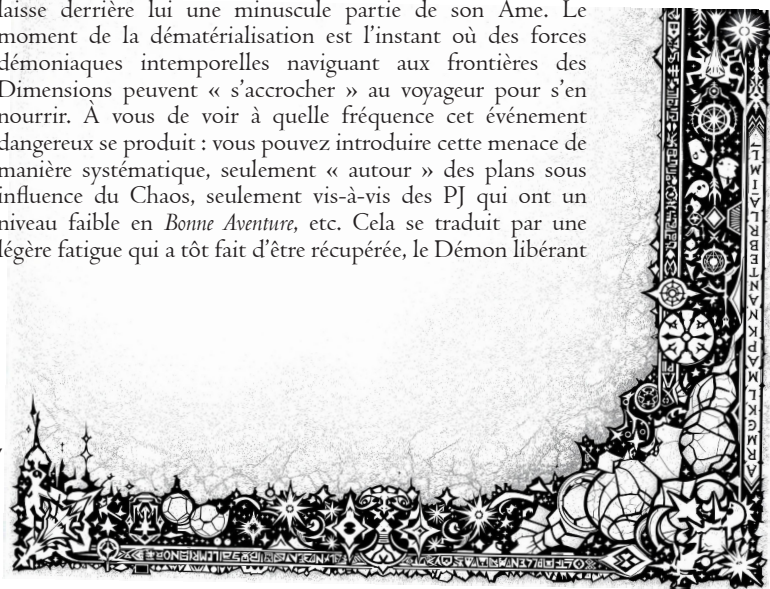 laisse derrière lui une minuscule partie de son Âme. Le
moment de la dématérialisation est l’instant où des forces
démoniaques intemporelles naviguant aux frontières des
Dimensions peuvent « s’accrocher » au voyageur pour s’en
nourrir. À vous de voir à quelle fréquence cet événement
dangereux se produit : vous pouvez introduire cette menace de
manière systématique, seulement « autour » des plans sous
influence du Chaos, seulement vis-à-vis des PJ qui ont un
niveau faible en Bonne Aventure, etc. Cela se traduit par une
légère fatigue qui a tôt fait d’être récupérée, le Démon libérant